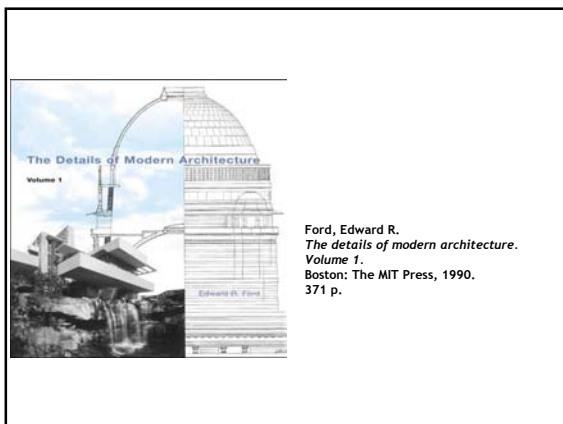 The Details of Modern Architecture
Volume 1
Edward R. Ford
Ford, Edward R.
The details of modern architecture.
Volume 1.
Boston: The MIT Press, 1990.
371 p.